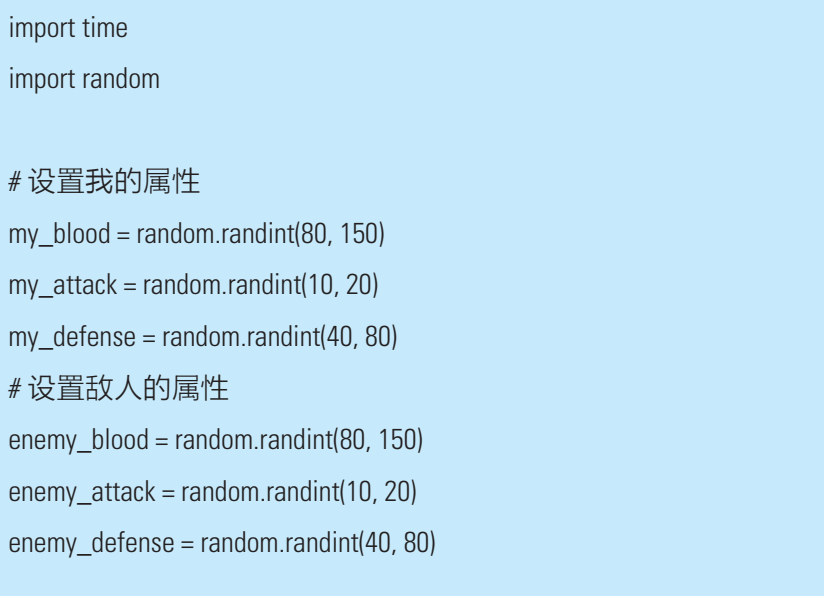 import time
import random
# 设置我的属性
my_blood = random.randint(80, 150)
my_attack = random.randint(10, 20)
my_defense = random.randint(40, 80)
# 设置敌人的属性
enemy_blood = random.randint(80, 150)
enemy_attack = random.randint(10, 20)
enemy_defense = random.randint(40, 80)